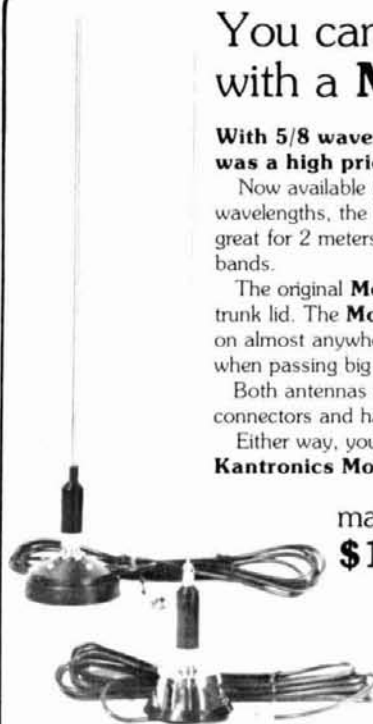 You can
with a
With 5/8 wave
was a high
Now available
wavelengths, the
great for 2 meters
bands.
The original
trunk lid. The
on almost anywhe
when passing big
Both antennas
connectors and ha
Either way, you
Kantronics Mo
ma
$1